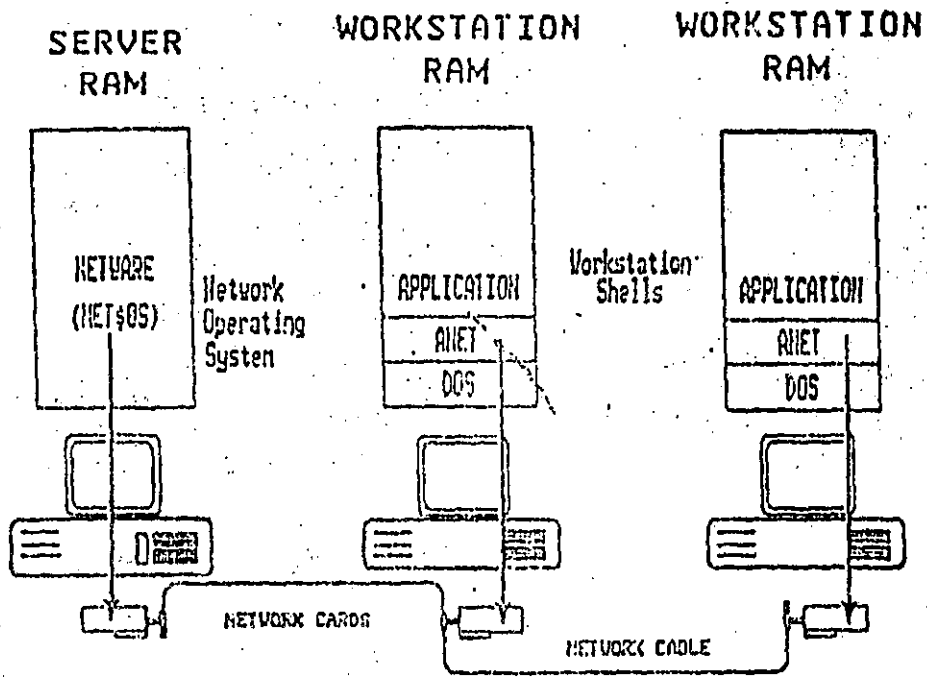 SERVER
RAM
WORKSTATION
RAM
WORKSTATION
RAM
NETWARE
(NET$OS)
Network
Operating
System
APPLICATION
ANET
DOS
Workstation
Shells
APPLICATION
ANET
DOS
NETWORK CARDS
NETWORK CABLE